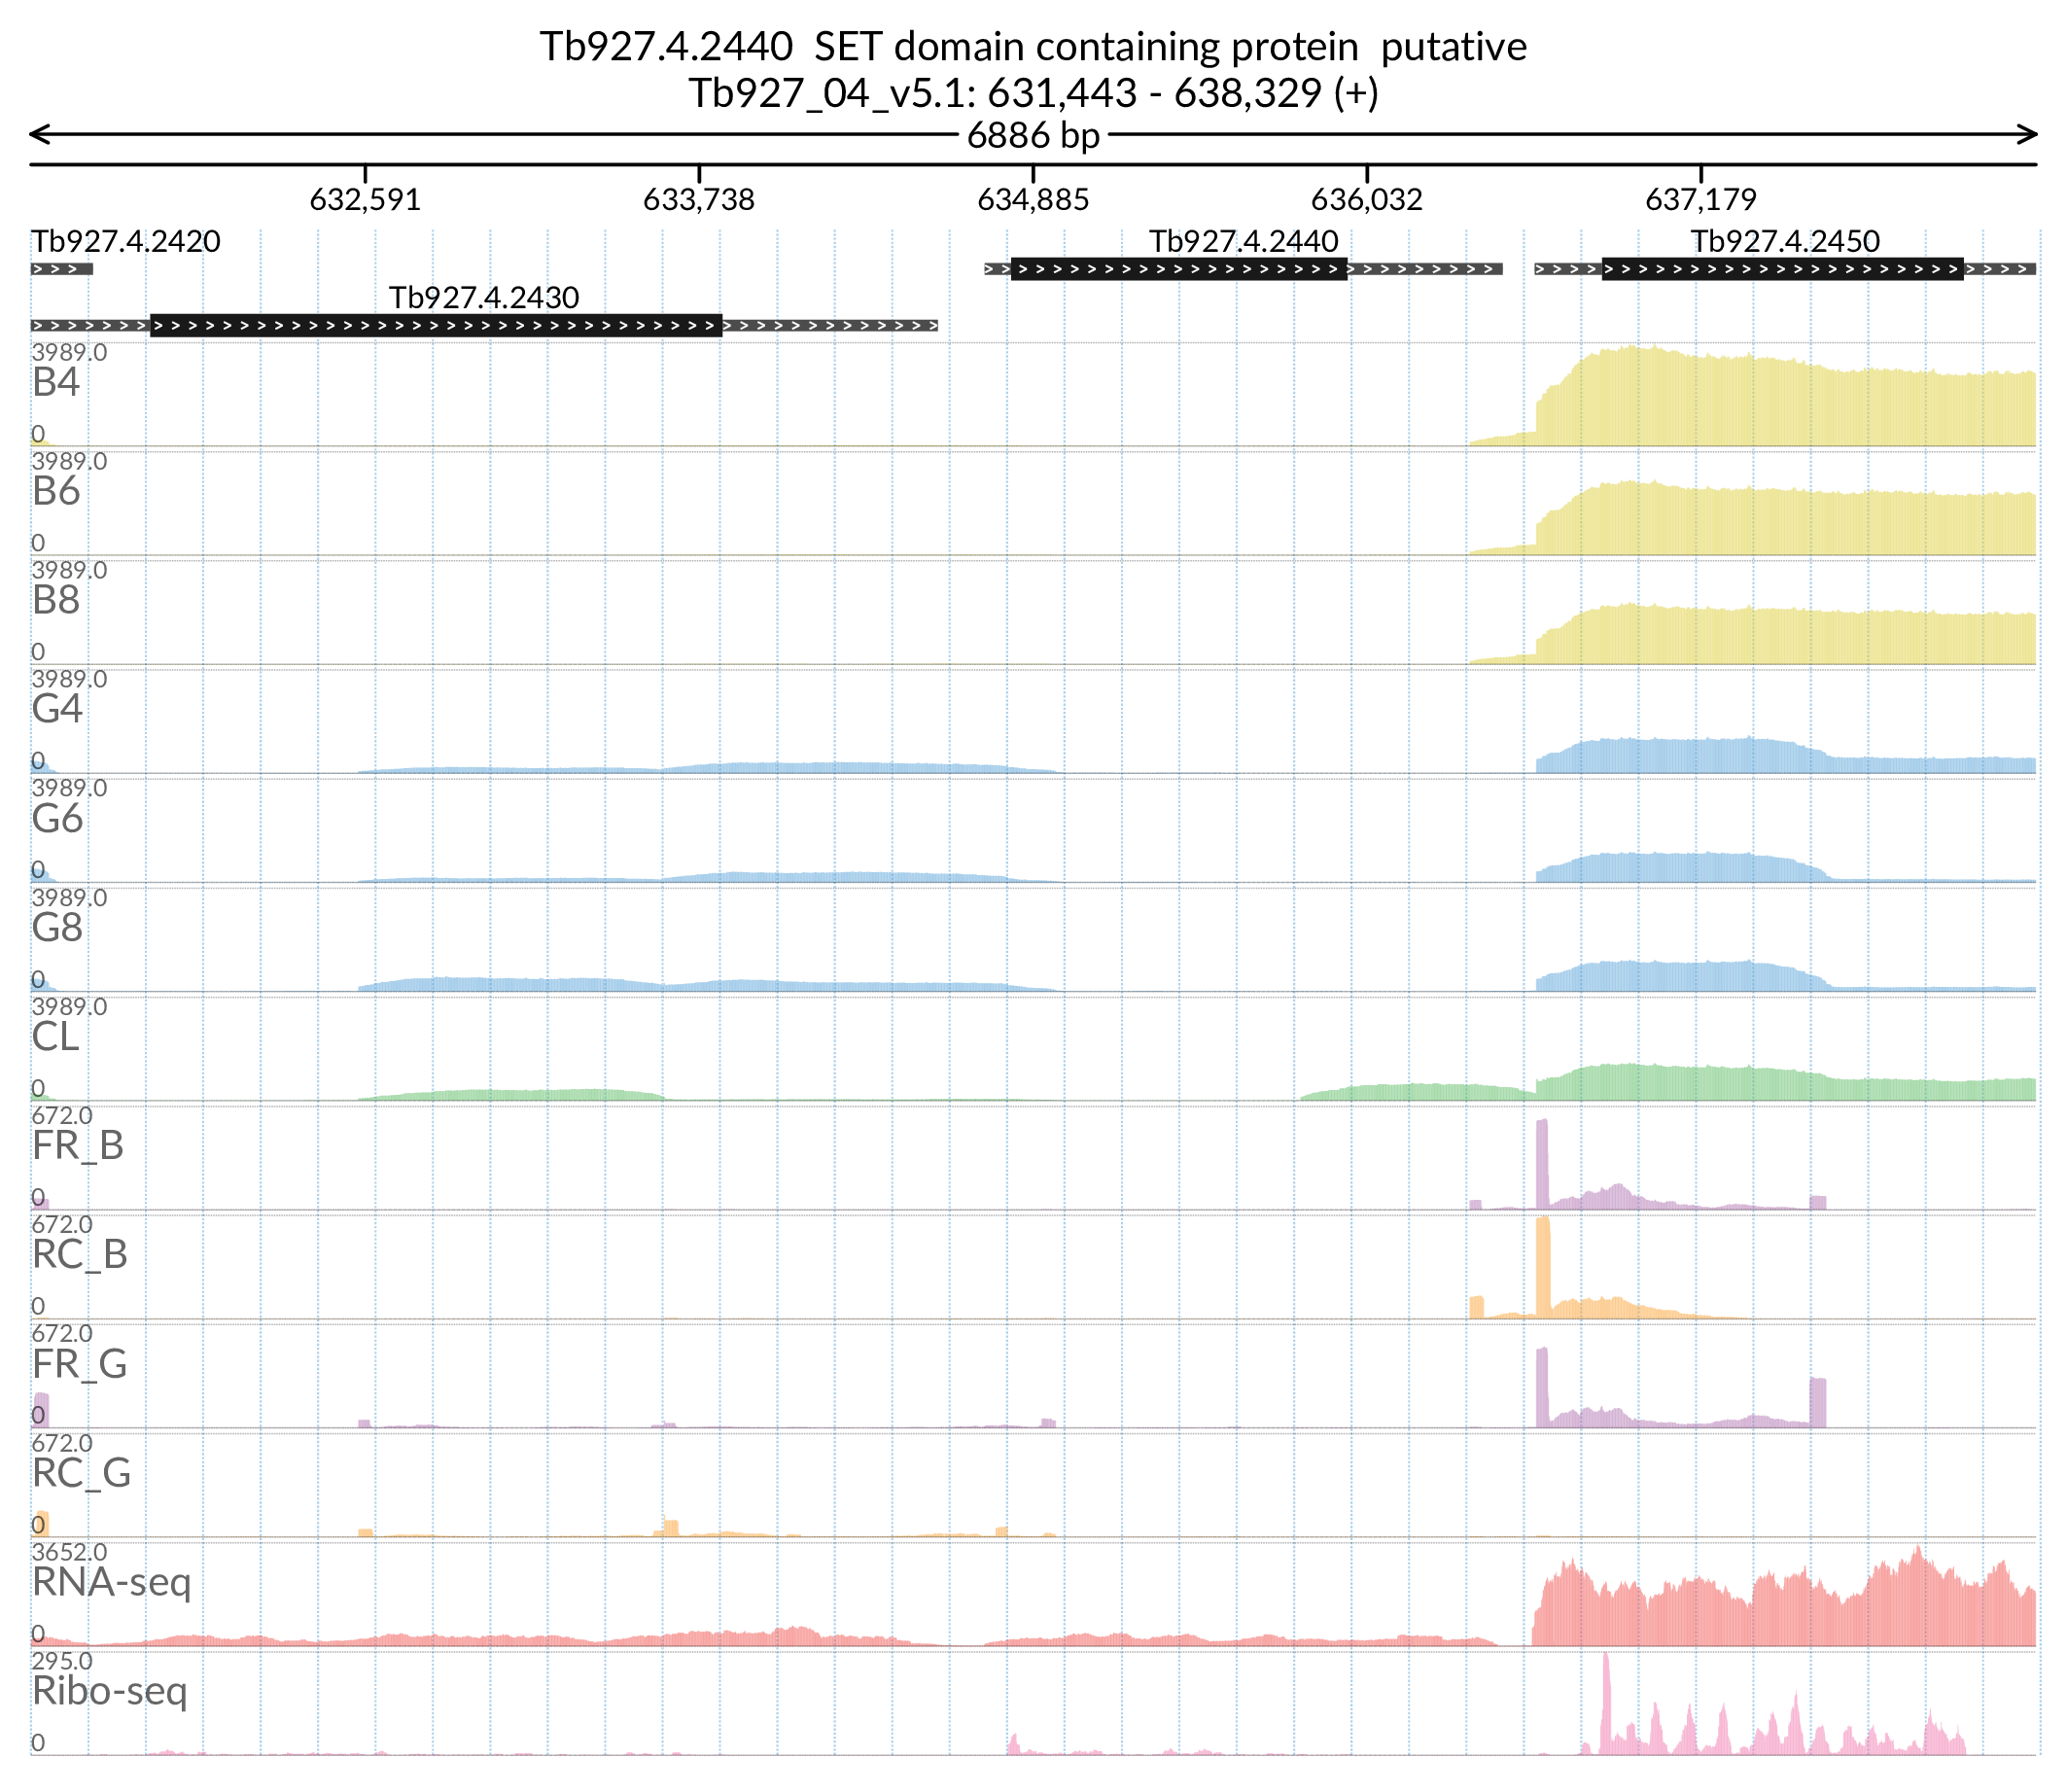 Tb927.4.2440  SET domain containing protein  putative
Tb927_04_v5.1: 631,443 - 638,329 (+)
6886 bp
632,591 633,738 634,885 636,032 637,179
Tb927.4.2420 Tb927.4.2440 Tb927.4.2450
Tb927.4.2430
3989.0
B4
0
3989.0
B6
0
3989.0
B8
0
3989.0
G4
0
3989.0
G6
0
3989.0
G8
0
3989.0
CL
0
672.0
FR_B
0
672.0
RC_B
0
672.0
FR_G
0
672.0
RC_G
0
3652.0
RNA-seq
0
295.0
Ribo-seq
0